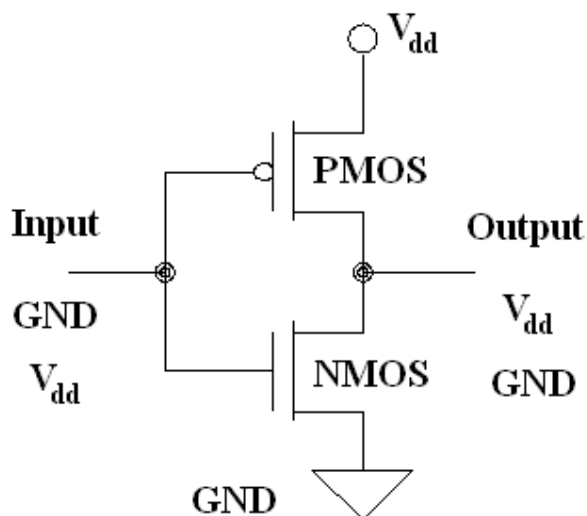 Vdd
PMOS
Input
Output
GND
Vdd
Vdd
NMOS
GND
GND